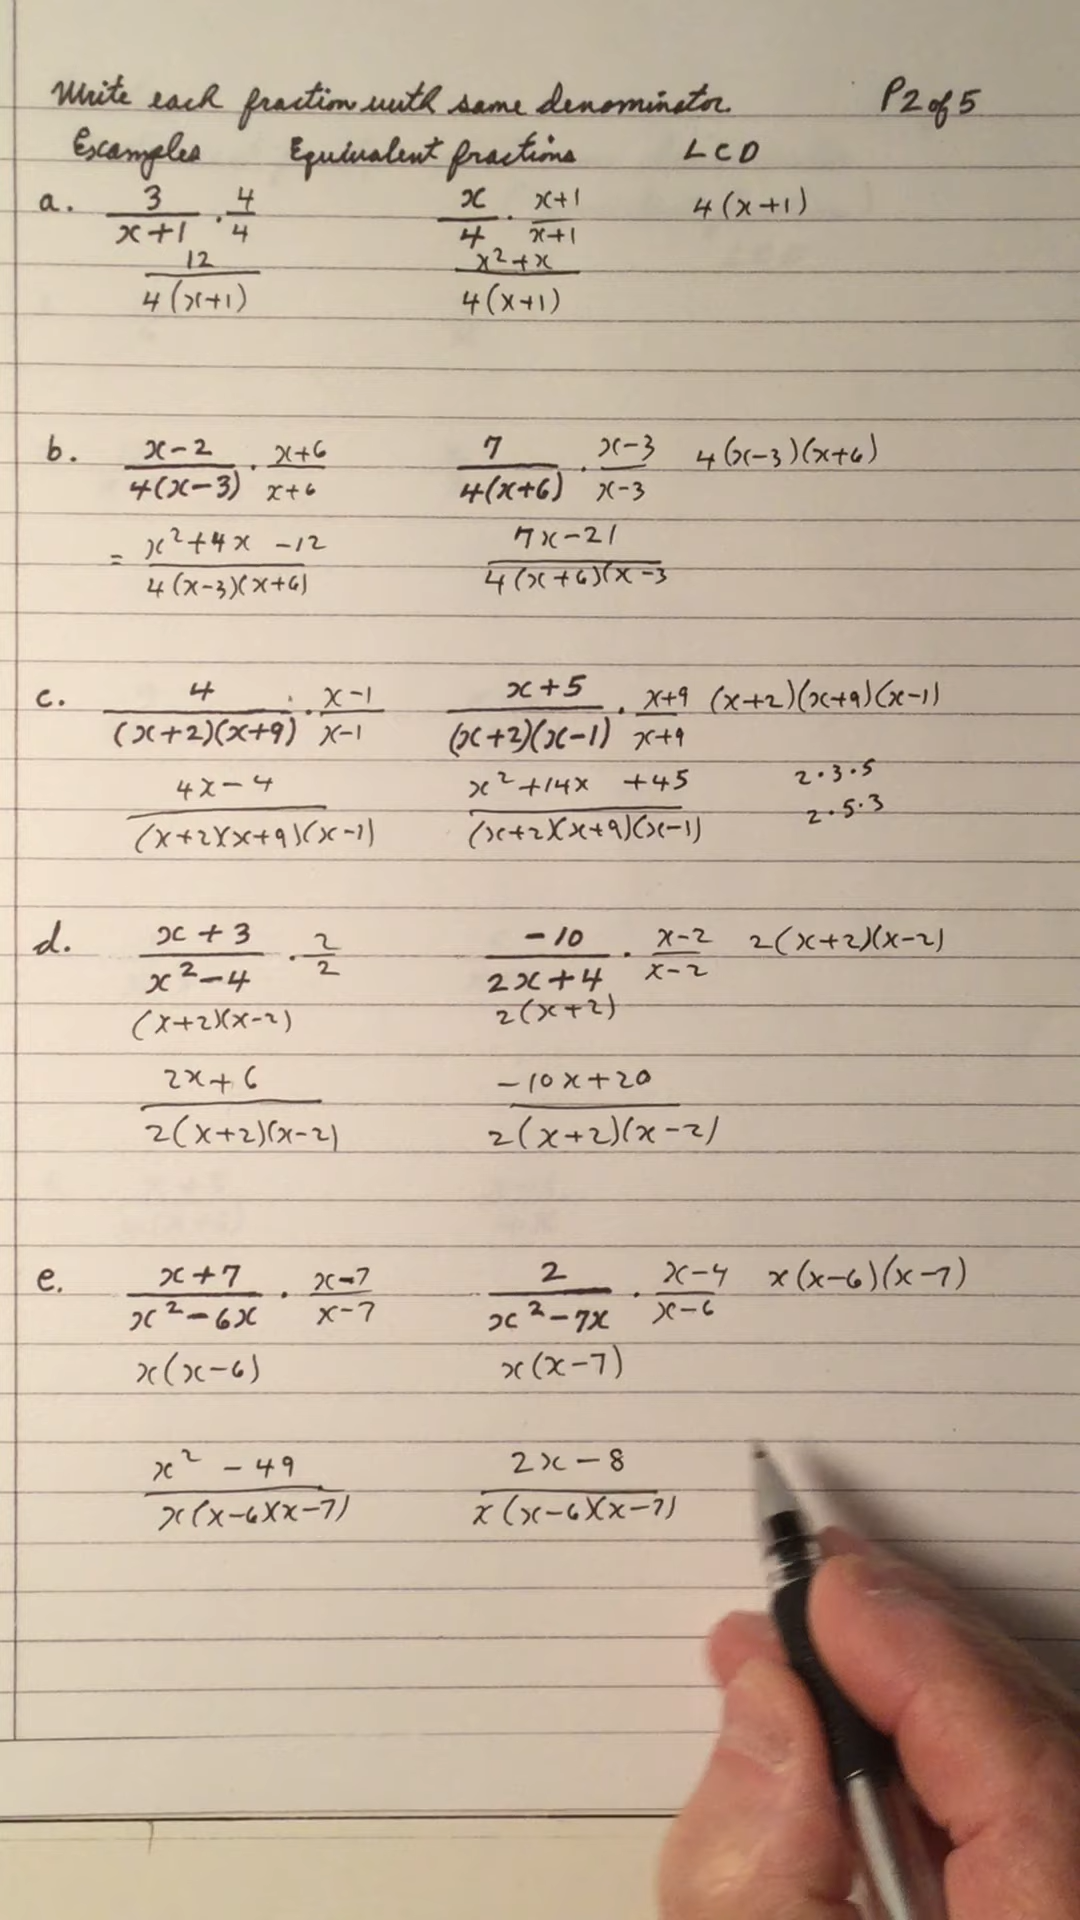 Write each fraction with same denominator. P2 of 5
Examples Equivalent fractions LCD
a. 3/(x+1) · 4/4 x/4 · (x+1)/(x+1) 4(x+1)
12/(4(x+1)) (x²+x)/(4(x+1))
b. (x-2)/(4(x-3)) · (x+6)/(x+6) 7/(4(x+6)) · (x-3)/(x-3) 4(x-3)(x+6)
= (x²+4x -12)/(4(x-3)(x+6)) (7x-21)/(4(x+6)(x-3
c. 4/((x+2)(x+9)) · (x-1)/(x-1) (x+5)/((x+2)(x-1)) · (x+9)/(x+9) (x+2)(x+9)(x-1)
(4x-4)/((x+2)(x+9)(x-1)) (x²+14x +45)/((x+2)(x+9)(x-1)) 2·3·5
2·5·3
d. (x+3)/(x²-4) · 2/2 -10/(2x+4) · (x-2)/(x-2) 2(x+2)(x-2)
(x+2)(x-2) 2(x+2)
(2x+6)/(2(x+2)(x-2)) (-10x+20)/(2(x+2)(x-2))
e. (x+7)/(x²-6x) · (x-7)/(x-7) 2/(x²-7x) · (x-4)/(x-6) x(x-6)(x-7)
x(x-6) x(x-7)
(x² -49)/(x(x-6)(x-7)) (2x-8)/(x(x-6)(x-7))